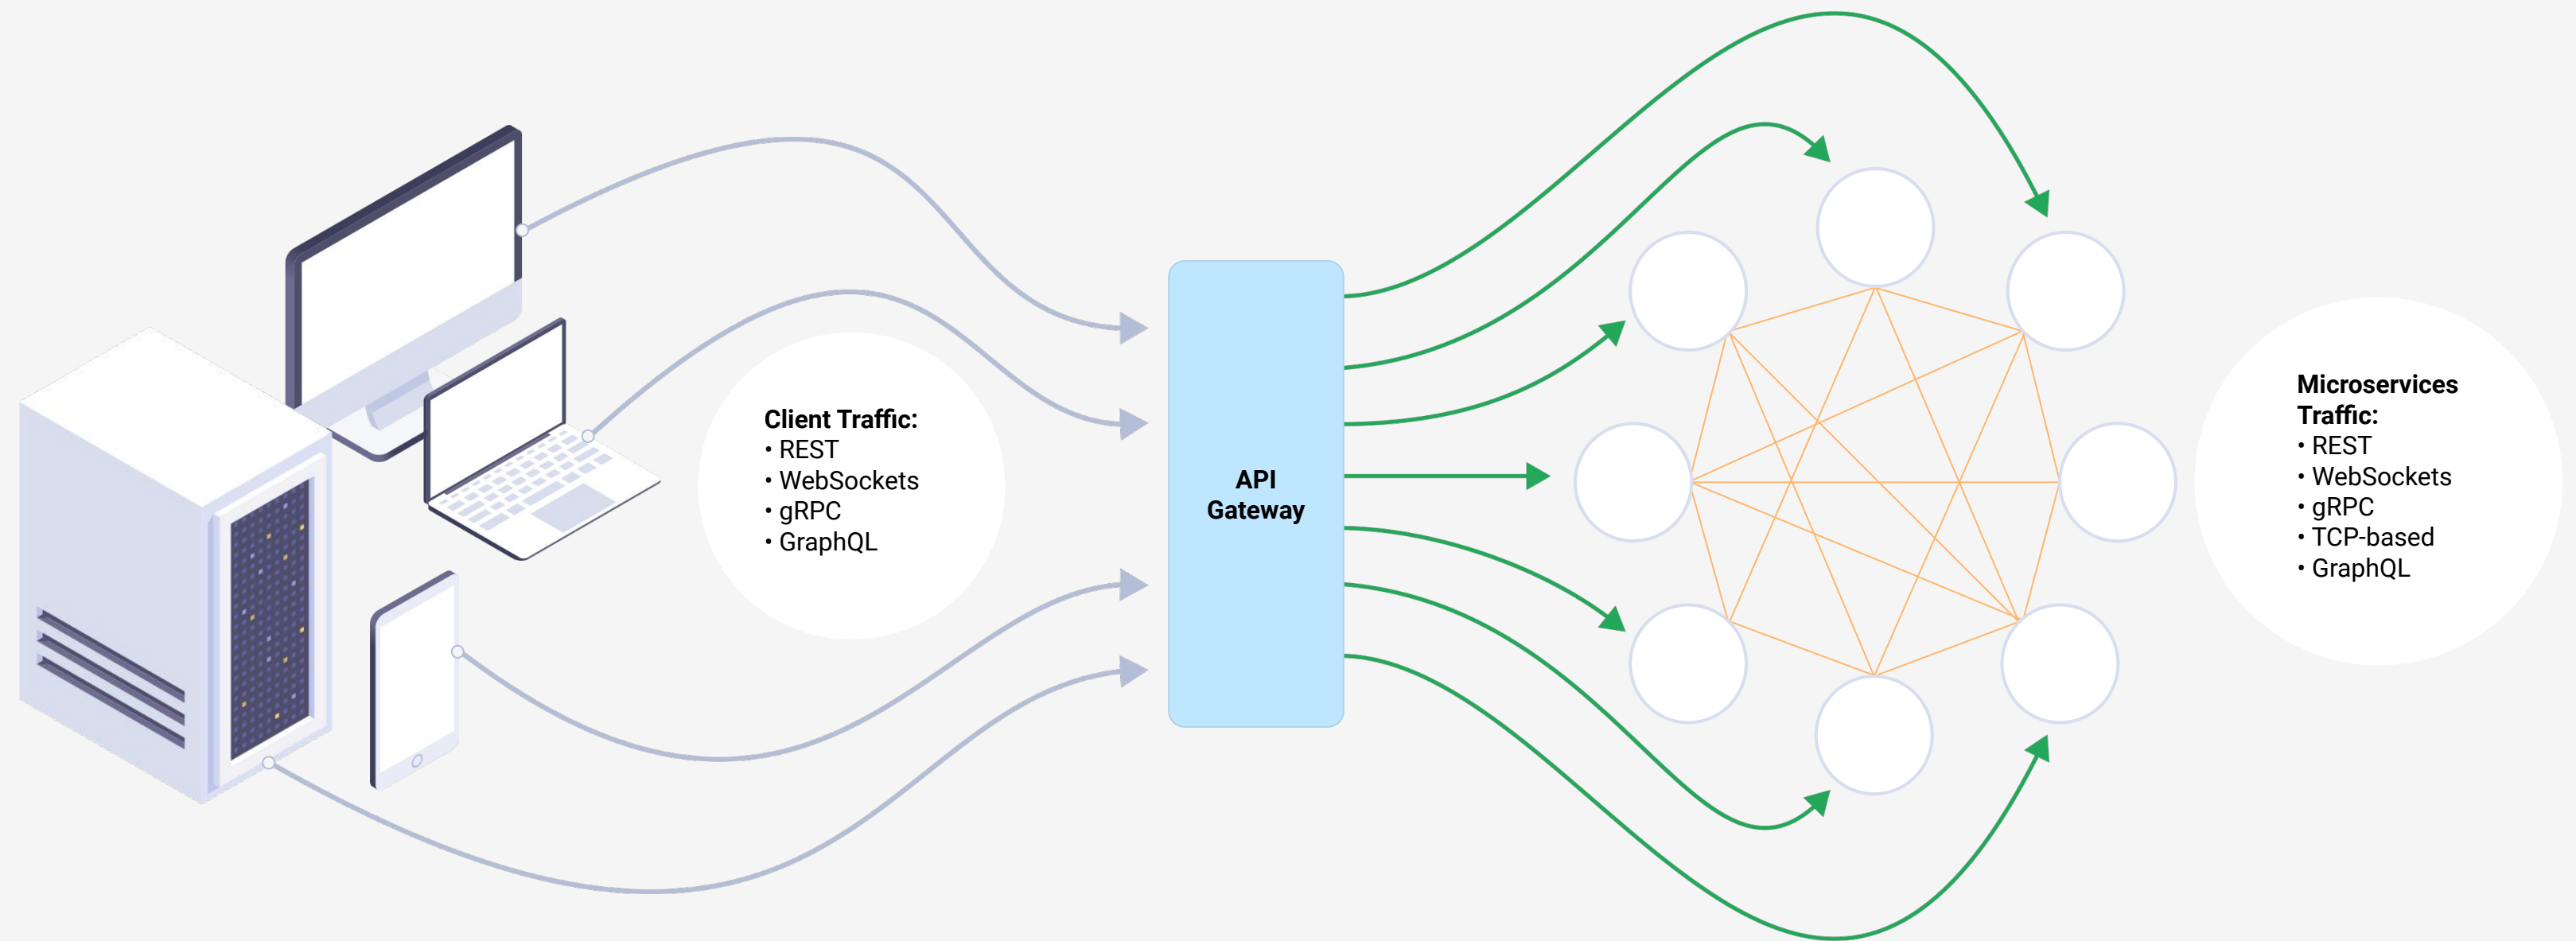 Client Traffic:
• REST
• WebSockets
• gRPC
• GraphQL
API
Gateway
Microservices
Traffic:
• REST
• WebSockets
• gRPC
• TCP-based
• GraphQL